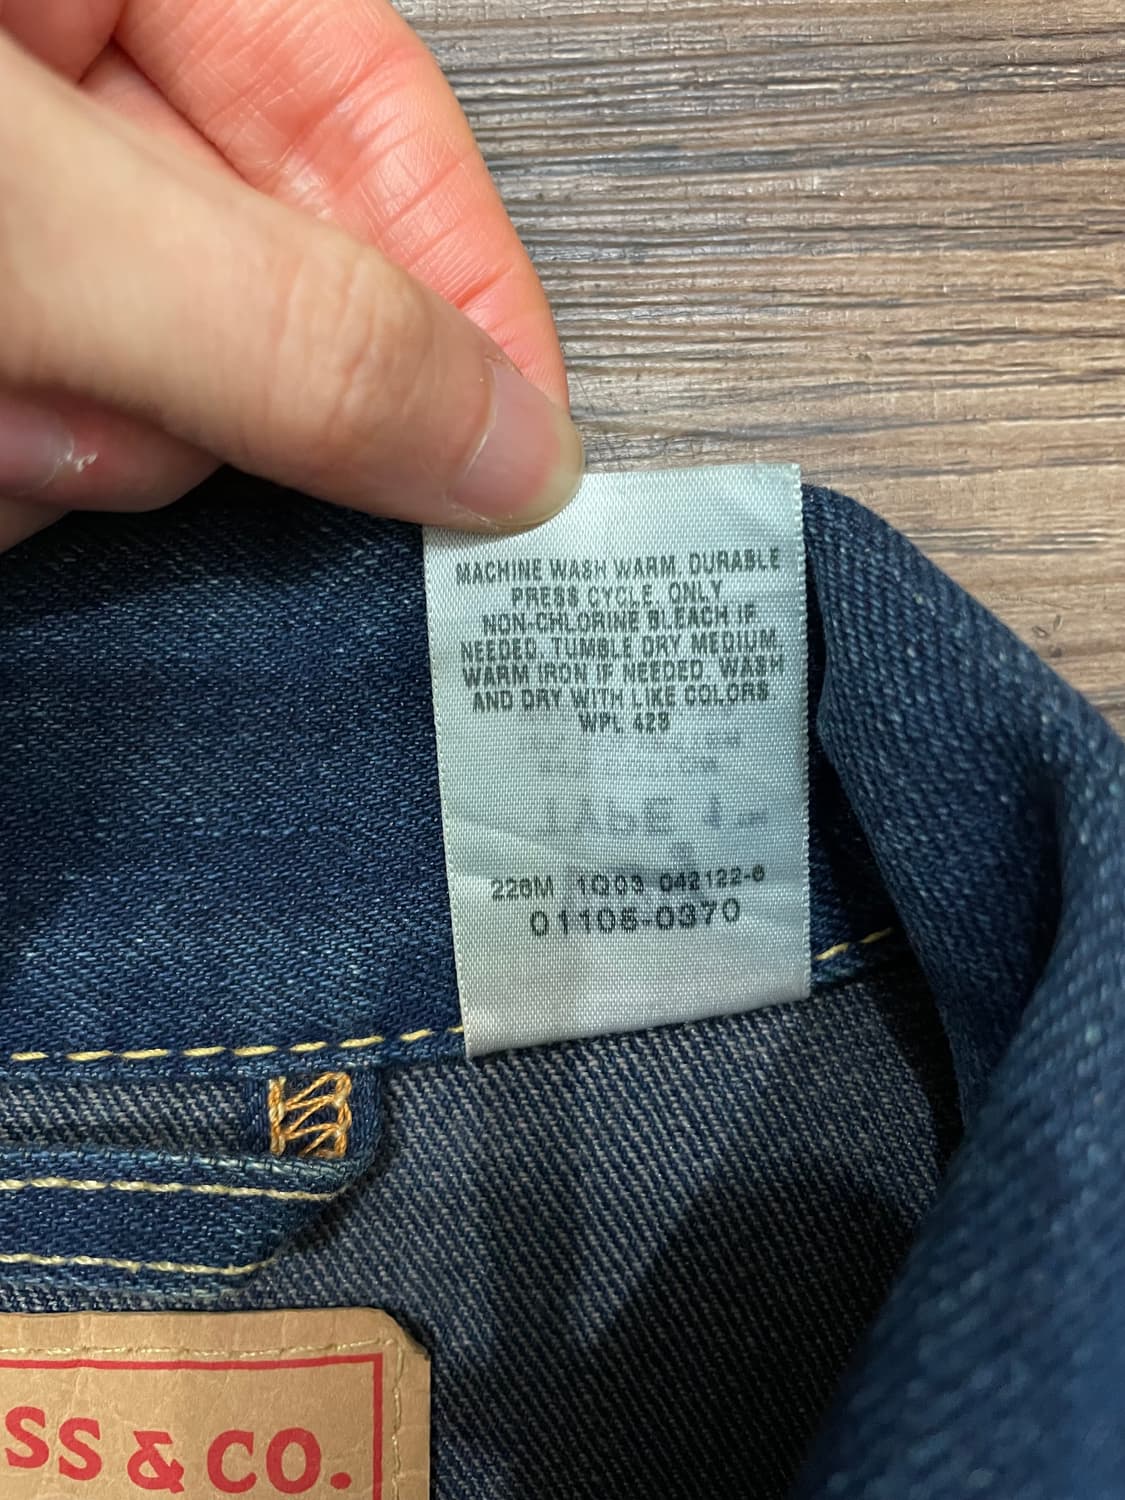 MACHINE WASH WARM, DURABLE
PRESS CYCLE. ONLY
NON-CHLORINE BLEACH IF
NEEDED. TUMBLE DRY MEDIUM.
WARM IRON IF NEEDED. WASH
AND DRY WITH LIKE COLORS.
WPL 423
226M 1Q03 042122-6
01105-0370
SS & CO.